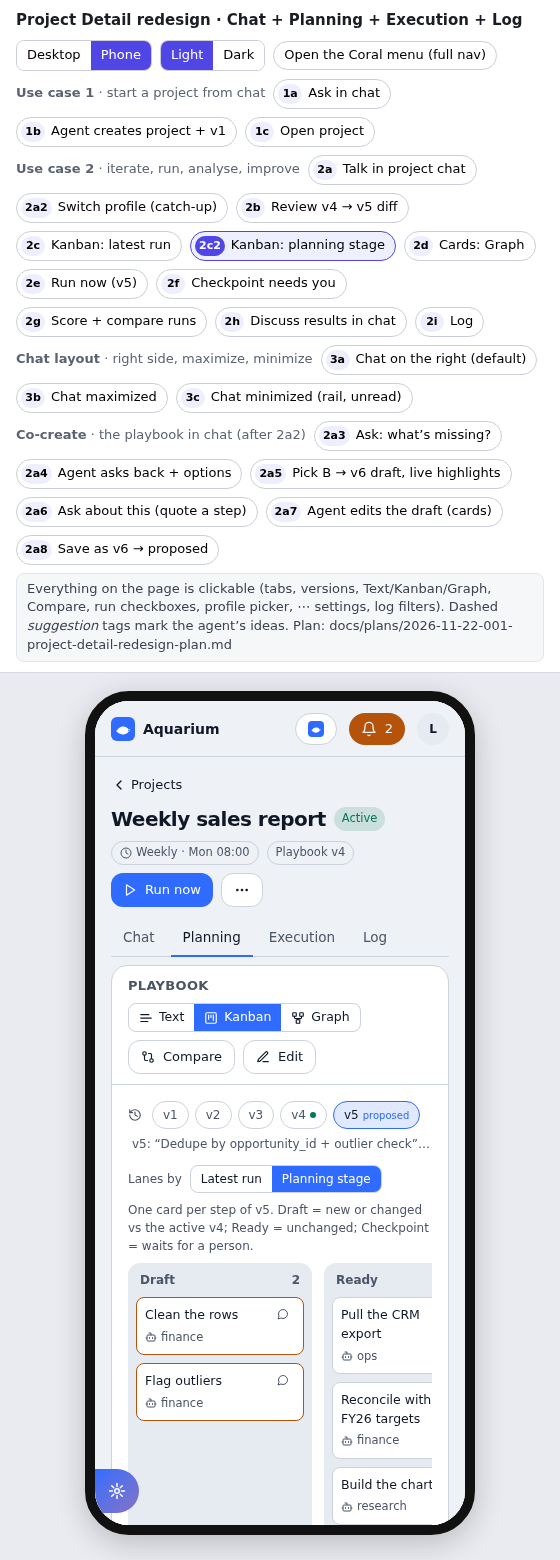 Project Detail redesign · Chat + Planning + Execution + Log
Desktop Phone Light Dark Open the Coral menu (full nav)
Use case 1 · start a project from chat 1a Ask in chat
1b Agent creates project + v1 1c Open project
Use case 2 · iterate, run, analyse, improve 2a Talk in project chat
2a2 Switch profile (catch-up) 2b Review v4 → v5 diff
2c Kanban: latest run 2c2 Kanban: planning stage 2d Cards: Graph
2e Run now (v5) 2f Checkpoint needs you
2g Score + compare runs 2h Discuss results in chat 2i Log
Chat layout · right side, maximize, minimize 3a Chat on the right (default)
3b Chat maximized 3c Chat minimized (rail, unread)
Co-create · the playbook in chat (after 2a2) 2a3 Ask: what’s missing?
2a4 Agent asks back + options 2a5 Pick B → v6 draft, live highlights
2a6 Ask about this (quote a step) 2a7 Agent edits the draft (cards)
2a8 Save as v6 → proposed
Everything on the page is clickable (tabs, versions, Text/Kanban/Graph,
Compare, run checkboxes, profile picker, ··· settings, log filters). Dashed
suggestion tags mark the agent’s ideas. Plan: docs/plans/2026-11-22-001-
project-detail-redesign-plan.md
Aquarium 2 L
Projects
Weekly sales report Active
Weekly · Mon 08:00 Playbook v4
Run now ···
Chat Planning Execution Log
PLAYBOOK
Text Kanban Graph
Compare Edit
v1 v2 v3 v4 v5 proposed
v5: “Dedupe by opportunity_id + outlier check”…
Lanes by Latest run Planning stage
One card per step of v5. Draft = new or changed
vs the active v4; Ready = unchanged; Checkpoint
= waits for a person.
Draft 2
Clean the rows
finance
Flag outliers
finance
Ready
Pull the CRM
export
ops
Reconcile with
FY26 targets
finance
Build the chart
research